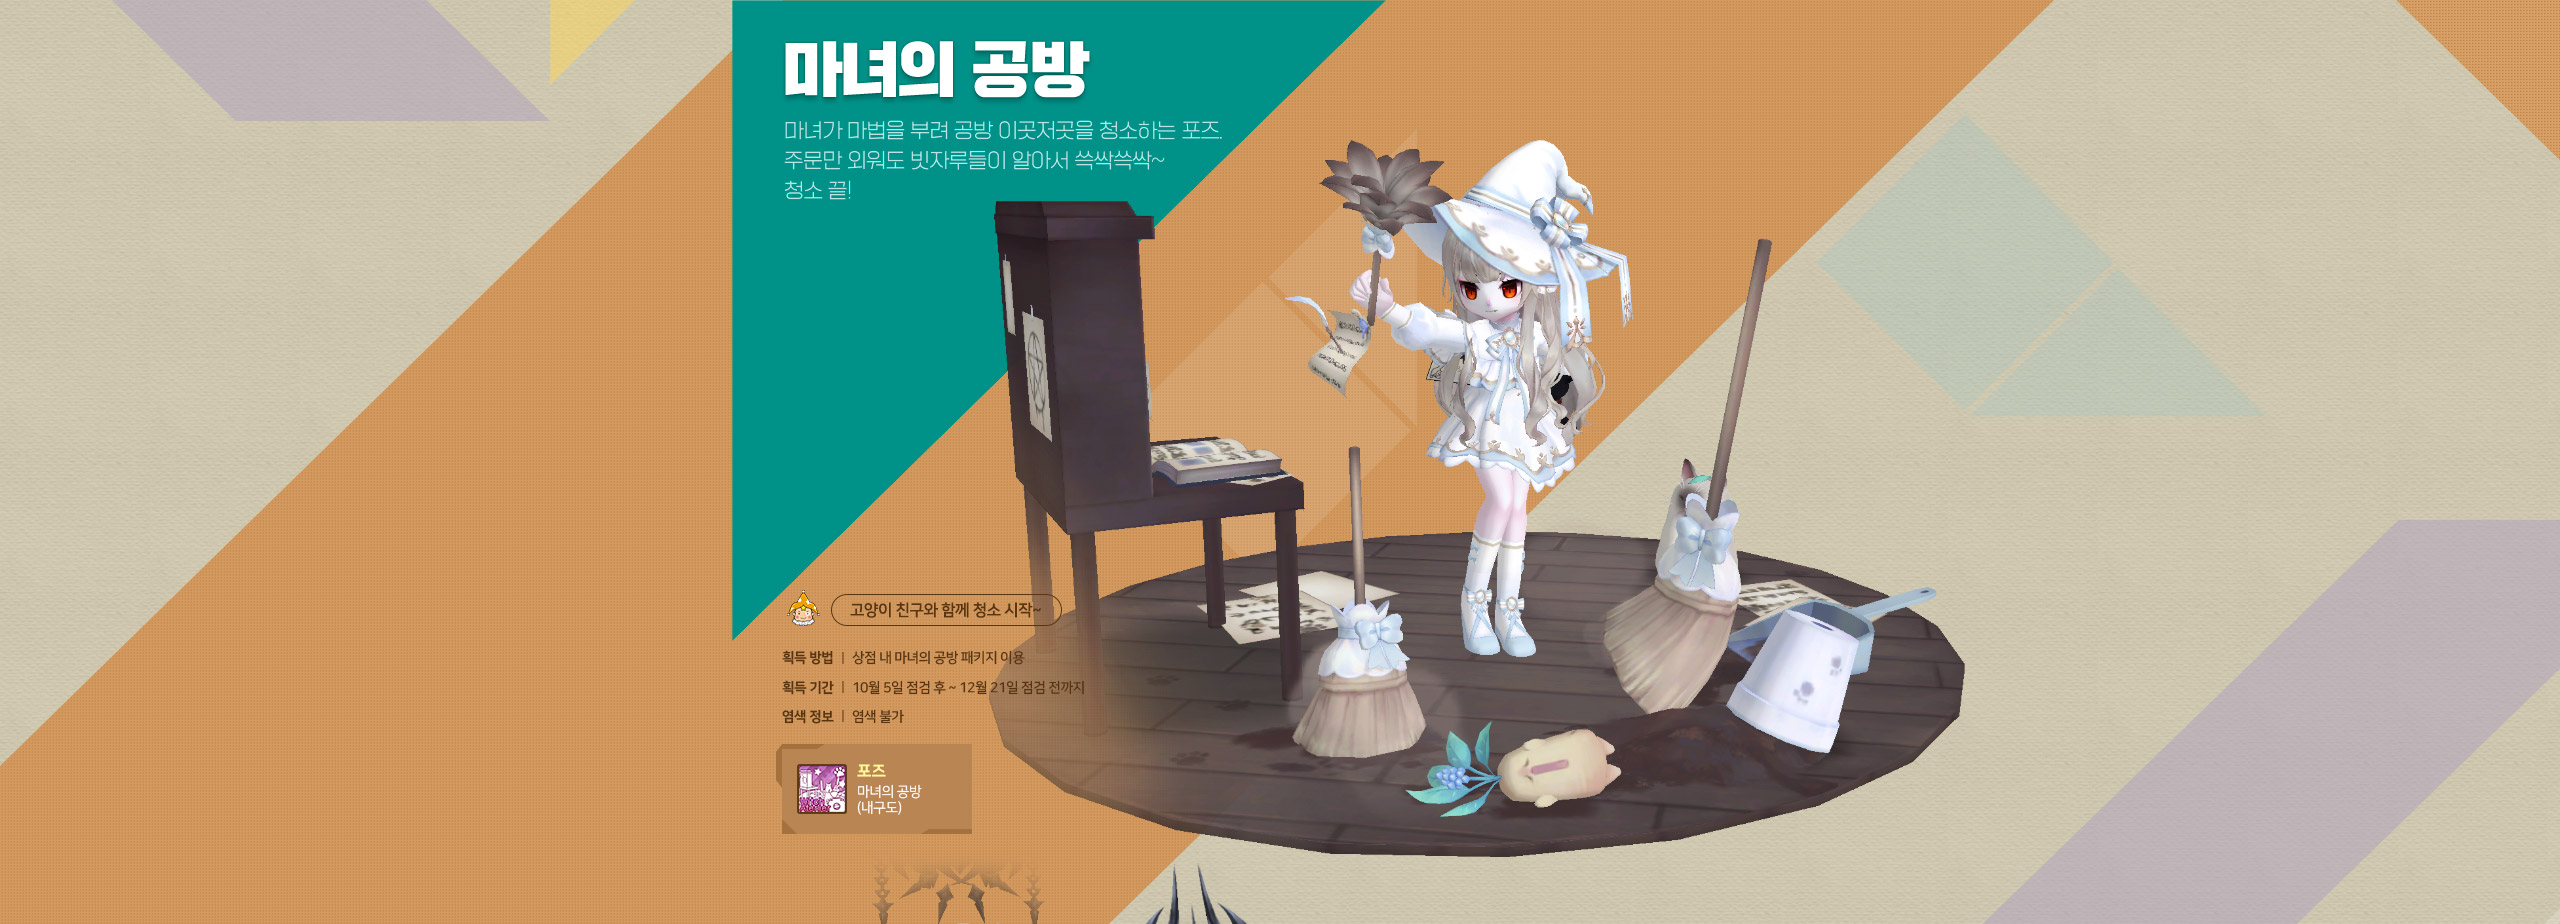 마녀의 공방
마녀가 마법을 부려 공방 이곳저곳을 청소하는 포즈.
주문만 외워도 빗자루들이 알아서 쓱싹쓱싹~
청소 끝!
고양이 친구와 함께 청소 시작~
획득 방법 | 상점 내 마녀의 공방 패키지 이용
획득 기간 | 10월 5일 점검 후 ~ 12월 21일 점검 전까지
염색 정보 | 염색 불가
포즈
마녀의 공방
(내구도)